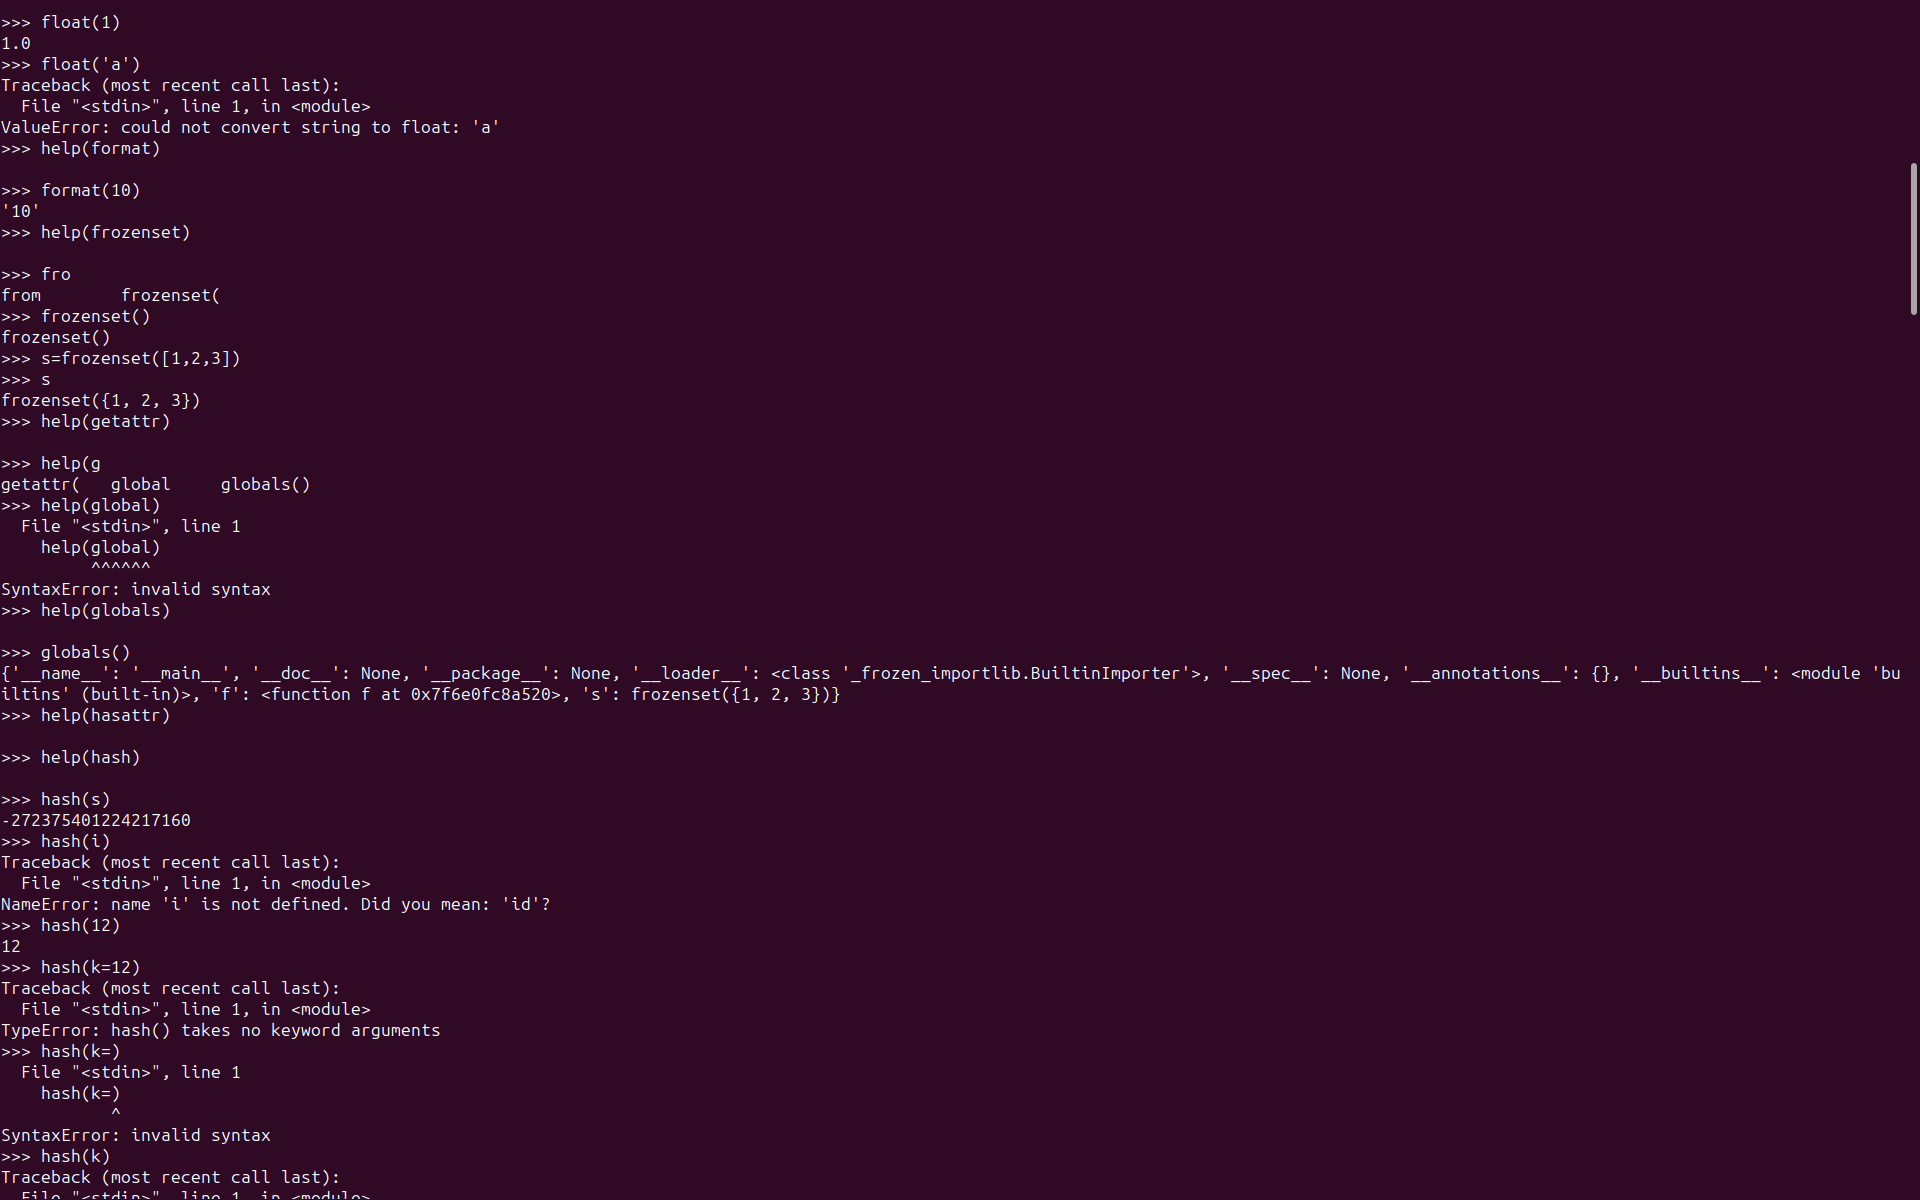 >>> float(1)
1.0
>>> float('a')
Traceback (most recent call last):
  File "<stdin>", line 1, in <module>
ValueError: could not convert string to float: 'a'
>>> help(format)

>>> format(10)
'10'
>>> help(frozenset)

>>> fro
from        frozenset(
>>> frozenset()
frozenset()
>>> s=frozenset([1,2,3])
>>> s
frozenset({1, 2, 3})
>>> help(getattr)

>>> help(g
getattr(   global     globals()
>>> help(global)
  File "<stdin>", line 1
    help(global)
         ^^^^^^
SyntaxError: invalid syntax
>>> help(globals)

>>> globals()
{'__name__': '__main__', '__doc__': None, '__package__': None, '__loader__': <class '_frozen_importlib.BuiltinImporter'>, '__spec__': None, '__annotations__': {}, '__builtins__': <module 'bu
iltins' (built-in)>, 'f': <function f at 0x7f6e0fc8a520>, 's': frozenset({1, 2, 3})}
>>> help(hasattr)

>>> help(hash)

>>> hash(s)
-272375401224217160
>>> hash(i)
Traceback (most recent call last):
  File "<stdin>", line 1, in <module>
NameError: name 'i' is not defined. Did you mean: 'id'?
>>> hash(12)
12
>>> hash(k=12)
Traceback (most recent call last):
  File "<stdin>", line 1, in <module>
TypeError: hash() takes no keyword arguments
>>> hash(k=)
  File "<stdin>", line 1
    hash(k=)
           ^
SyntaxError: invalid syntax
>>> hash(k)
Traceback (most recent call last):
  File "<stdin>", line 1, in <module>